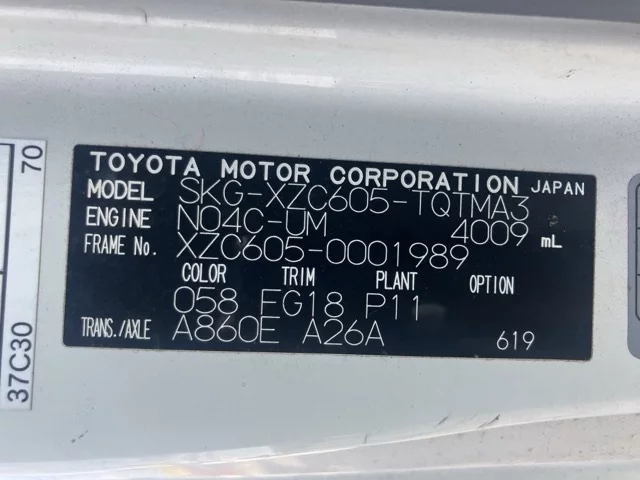 TOYOTA MOTOR CORPORATION JAPAN
MODEL SKG-XZC605-TQTMA3
ENGINE N04C-UM 4009 mL
FRAME No. XZC605-0001989
COLOR TRIM PLANT OPTION
058 FG18 P11
TRANS./AXLE A860E A26A 619
70
37C30